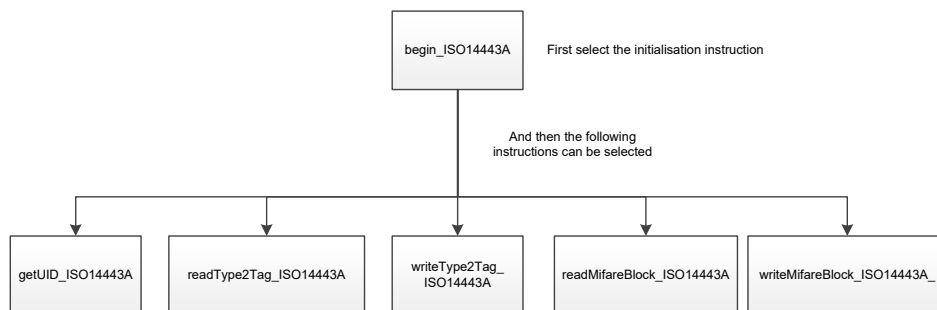 begin_ISO14443A
First select the initialisation instruction
And then the following
instructions can be selected
getUID_ISO14443A
readType2Tag_ISO14443A
writeType2Tag_
ISO14443A
readMifareBlock_ISO14443A
writeMifareBlock_ISO14443A_